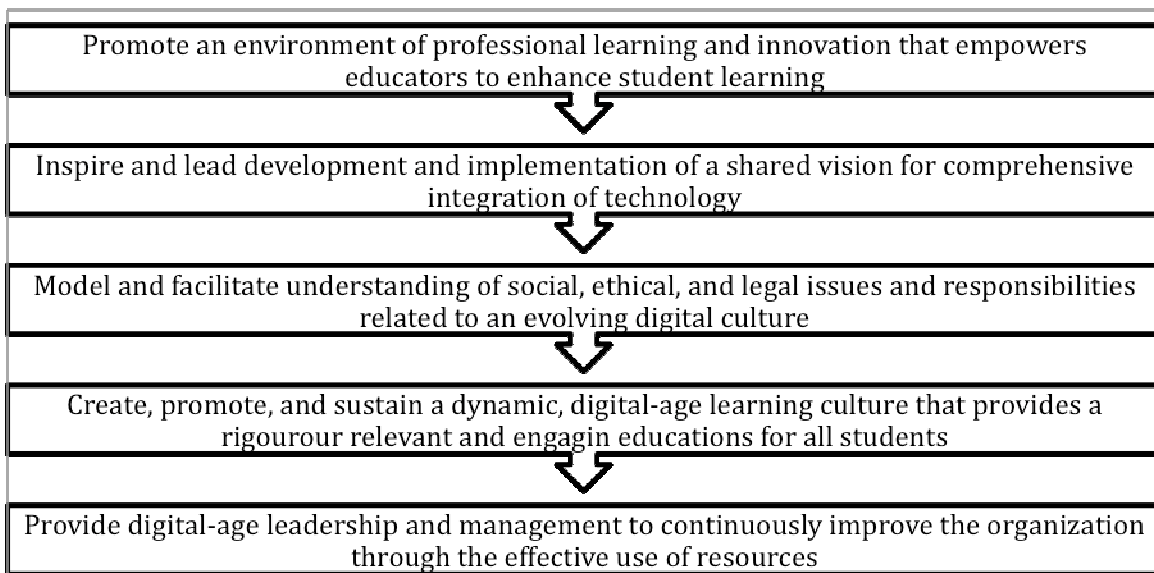 Promote an environment of professional learning and innovation that empowers
educators to enhance student learning
Inspire and lead development and implementation of a shared vision for comprehensive
integration of technology
Model and facilitate understanding of social, ethical, and legal issues and responsibilities
related to an evolving digital culture
Create, promote, and sustain a dynamic, digital-age learning culture that provides a
rigourour relevant and engagin educations for all students
Provide digital-age leadership and management to continuously improve the organization
through the effective use of resources